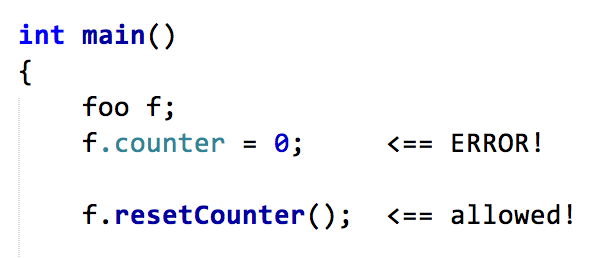 int main()
{
foo f;
f.counter = 0; <== ERROR!
f.resetCounter(); <== allowed!